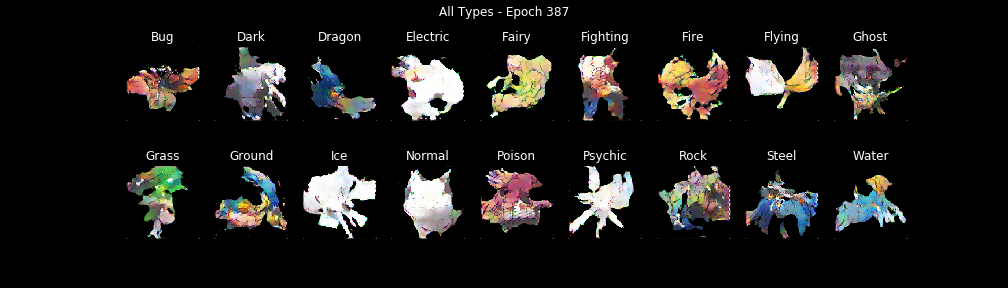 All Types - Epoch 387
Bug Dark Dragon Electric Fairy Fighting Fire Flying Ghost
Grass Ground Ice Normal Poison Psychic Rock Steel Water